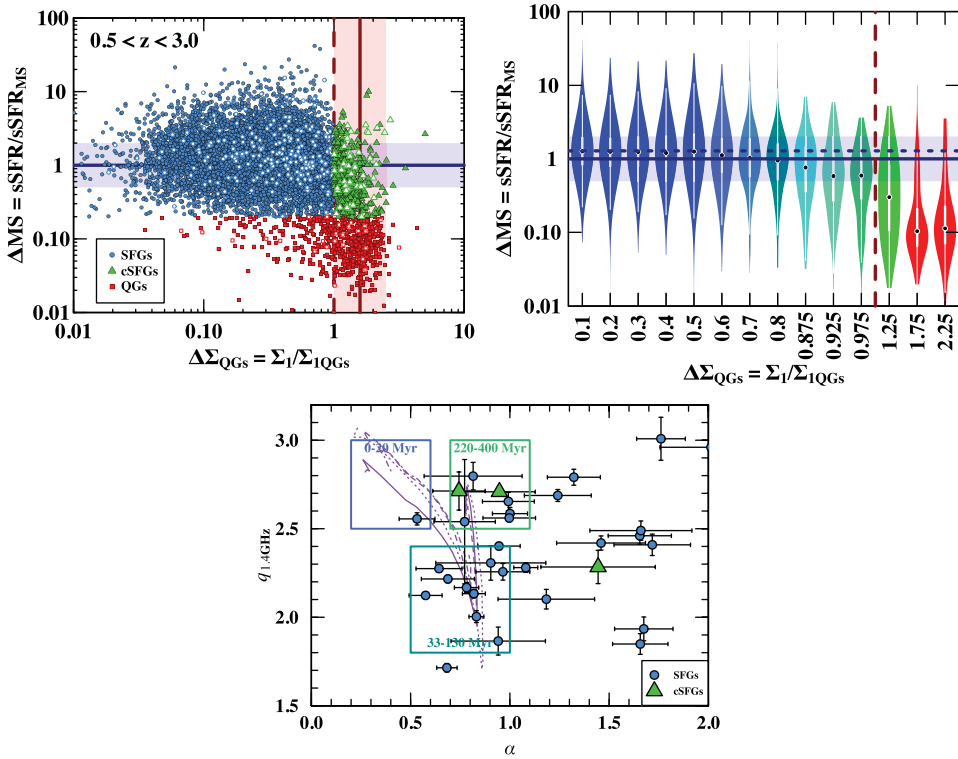 0.5 < z < 3.0
ΔMS = sSFR/sSFR_MS
100
10
1
0.10
0.01
SFGs
cSFGs
QGs
0.01
0.10
1
10
ΔΣ_QGs = Σ_1/Σ_1QGs
ΔMS = sSFR/sSFR_MS
100
10
1
0.10
0.01
0.1
0.2
0.3
0.4
0.5
0.6
0.7
0.8
0.875
0.925
0.975
1.25
1.75
2.25
ΔΣ_QGs = Σ_1/Σ_1QGs
q_1.4GHz
3.0
2.5
2.0
1.5
0-20 Myr
220-400 Myr
33-130 Myr
SFGs
cSFGs
0.0
0.5
1.0
1.5
2.0
α